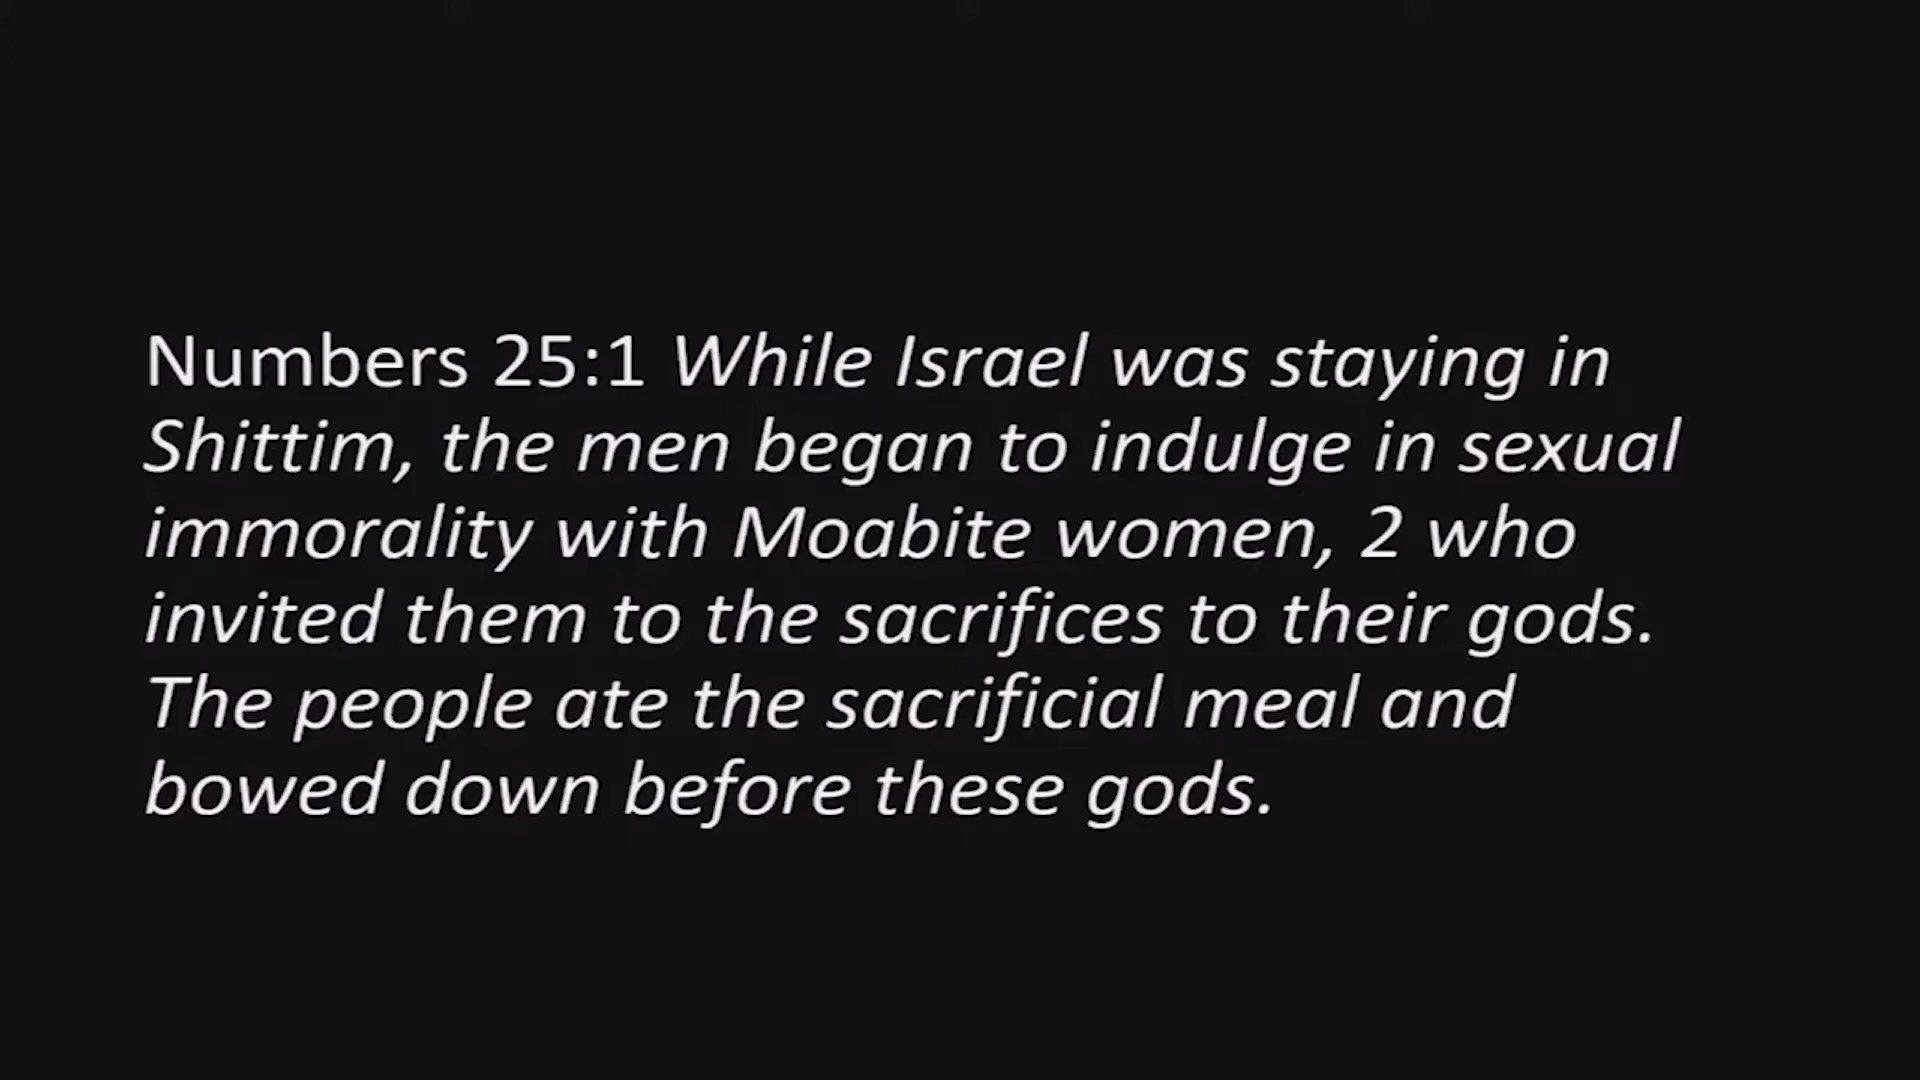 Numbers 25:1 While Israel was staying in
Shittim, the men began to indulge in sexual
immorality with Moabite women, 2 who
invited them to the sacrifices to their gods.
The people ate the sacrificial meal and
bowed down before these gods.